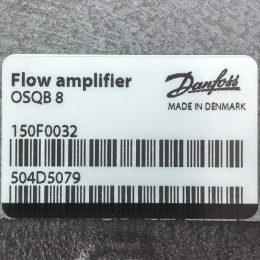 Flow amplifier
OSQB 8
Danfoss
MADE IN DENMARK
150F0032
504D5079